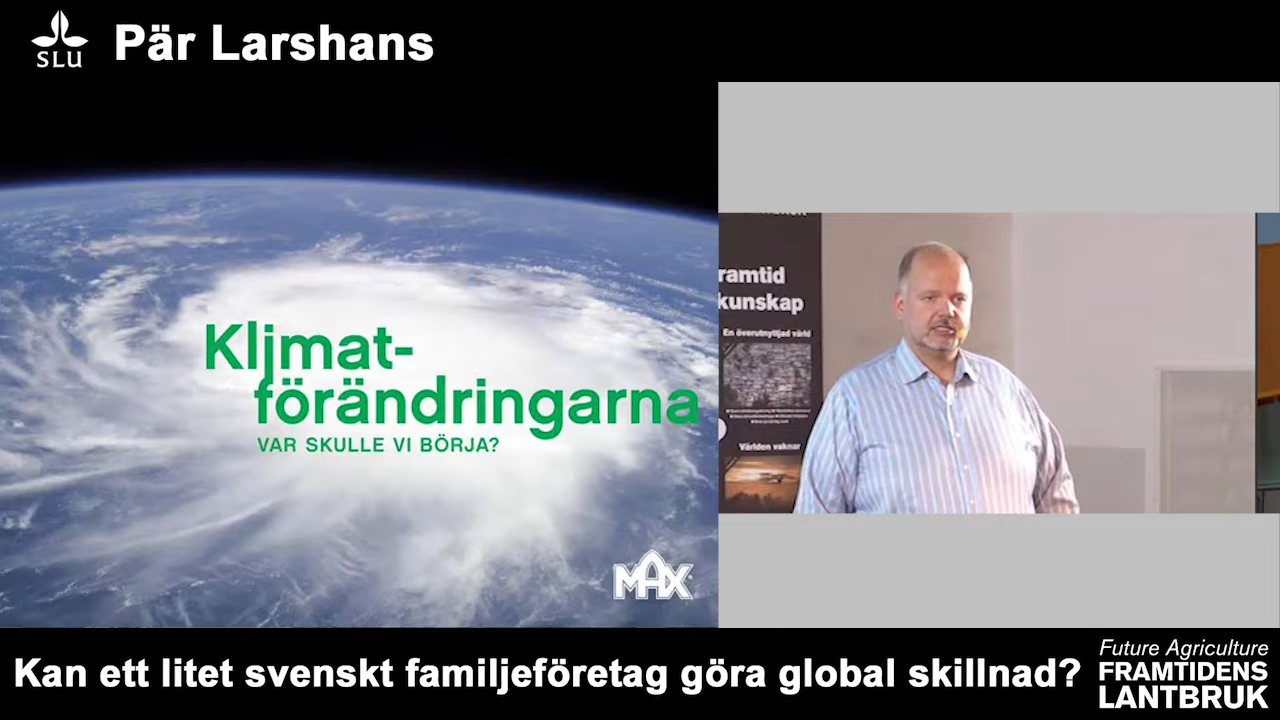 SLU
Pär Larshans
Klimat-
förändringarna
VAR SKULLE VI BÖRJA?
MAX
ramtid
kunskap
En överutnyttjad värld
Världen vaknar
Kan ett litet svenskt familjeföretag göra global skillnad?
Future Agriculture
FRAMTIDENS
LANTBRUK